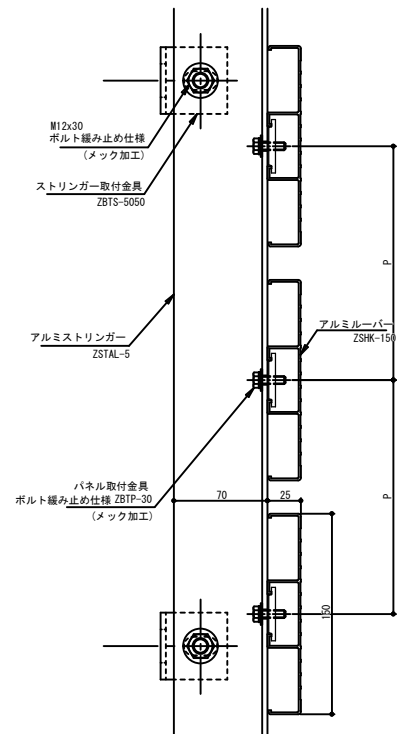 M12x30
ボルト緩み止め仕様
(メック加工)
ストリンガー取付金具
ZBTS-5050
P
アルミストリンガー
ZSTAL-5
アルミルーバー
ZSHK-150
パネル取付金具
ボルト緩み止め仕様 ZBTP-30
(メック加工)
70
25
P
150